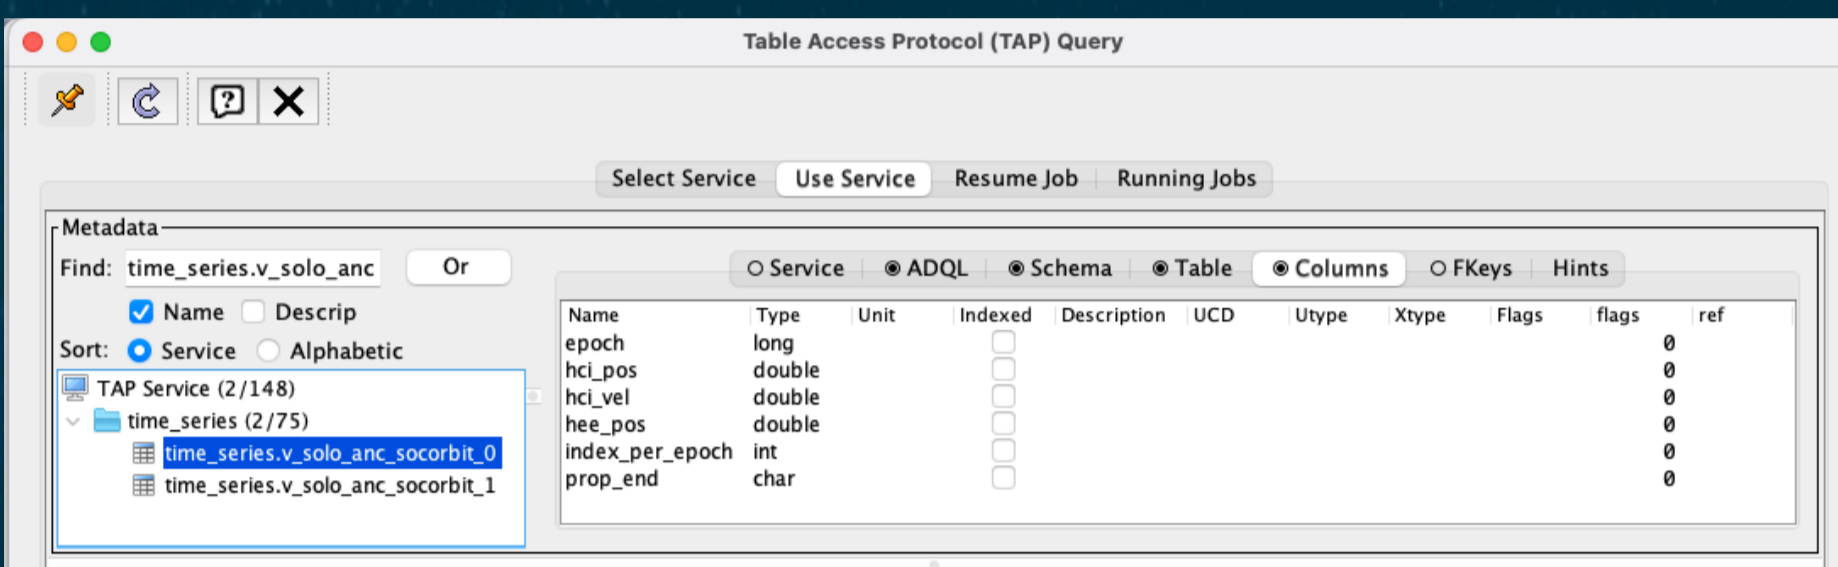 Table Access Protocol (TAP) Query
Select Service Use Service Resume Job Running Jobs
Metadata
Find: time_series.v_solo_anc Or
Name Descrip
Sort: Service Alphabetic
TAP Service (2/148)
time_series (2/75)
time_series.v_solo_anc_socorbit_0
time_series.v_solo_anc_socorbit_1
Service ADQL Schema Table Columns FKeys Hints
Name Type Unit Indexed Description UCD Utype Xtype Flags flags ref
epoch long 0
hci_pos double 0
hci_vel double 0
hee_pos double 0
index_per_epoch int 0
prop_end char 0